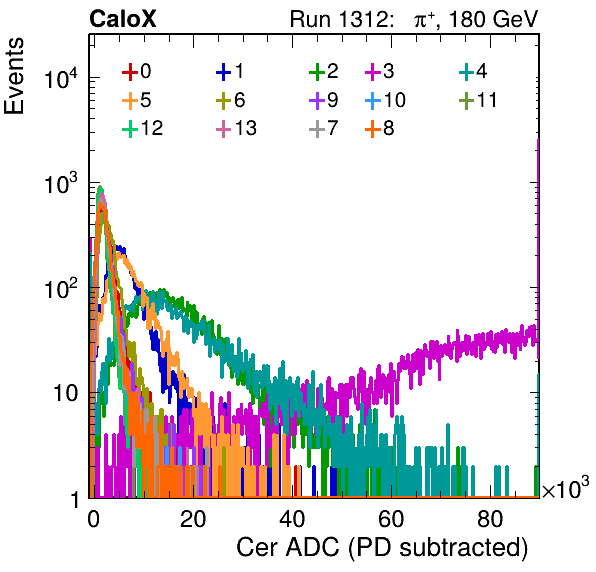 CaloX Run 1312: π⁺, 180 GeV
Events
10⁴
10³
10²
10
1
0 1 2 3 4
5 6 9 10 11
12 13 7 8
0 20 40 60 80 ×10³
Cer ADC (PD subtracted)